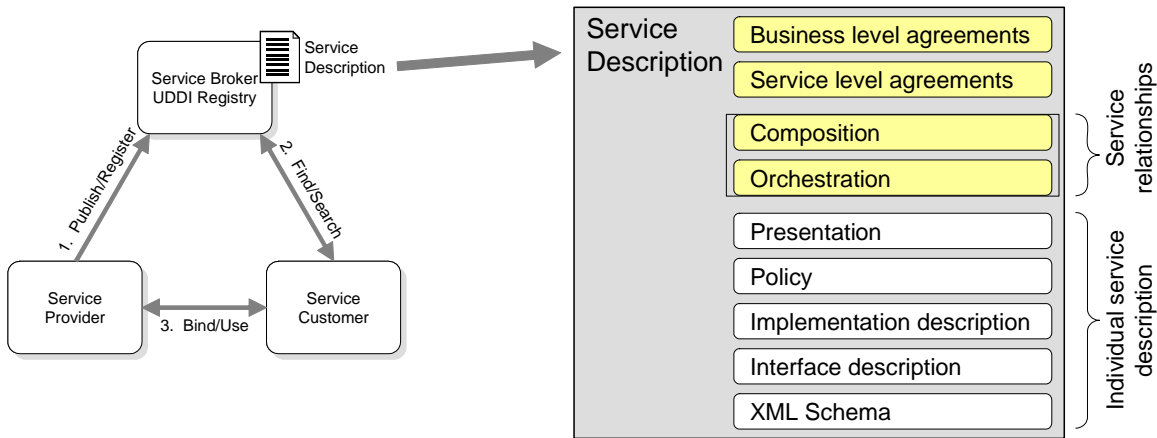 Service
Description
Service Broker
UDDI Registry
1. Publish/Register
2. Find/Search
Service
Provider
3. Bind/Use
Service
Customer
Service
Description
Business level agreements
Service level agreements
Composition
Orchestration
Presentation
Policy
Implementation description
Interface description
XML Schema
Service
relationships
Individual service
description